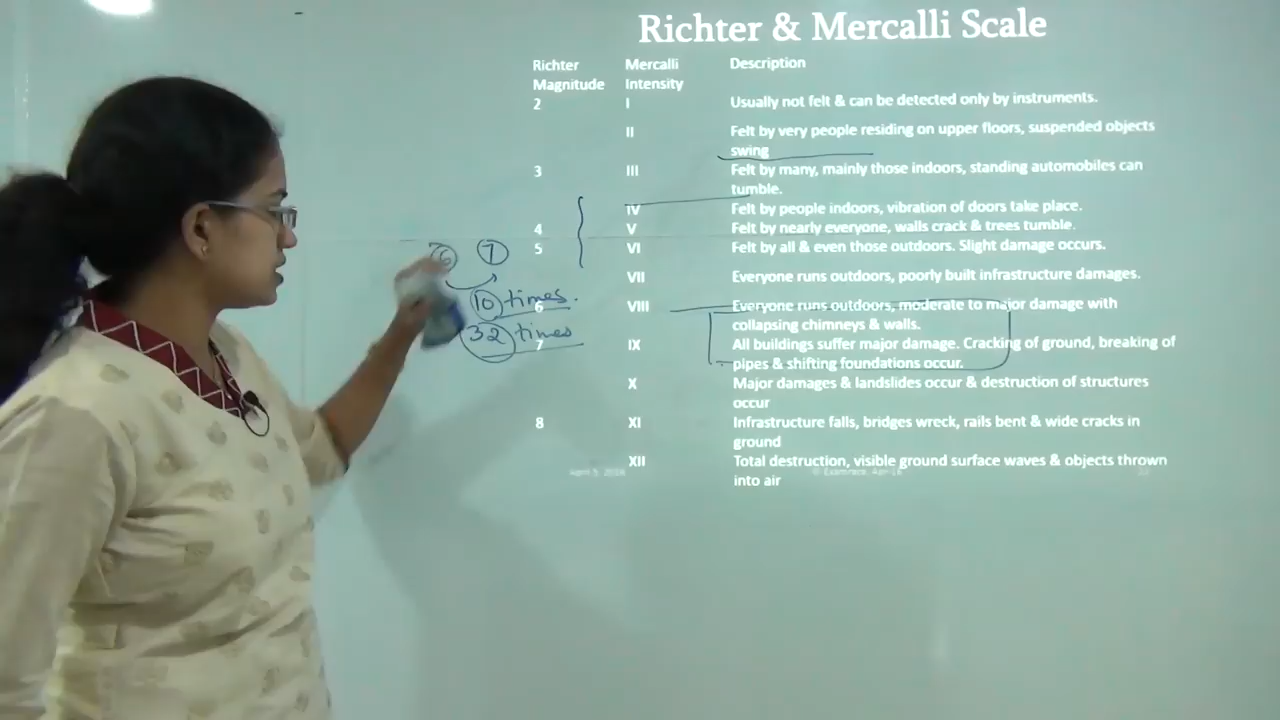 Richter & Mercalli Scale
Richter Magnitude Mercalli Intensity Description
2 I Usually not felt & can be detected only by instruments.
II Felt by very people residing on upper floors, suspended objects
swing
3 III Felt by many, mainly those indoors, standing automobiles can
tumble.
IV Felt by people indoors, vibration of doors take place.
4 V Felt by nearly everyone, walls crack & trees tumble.
5 VI Felt by all & even those outdoors. Slight damage occurs.
6 7
VII Everyone runs outdoors, poorly built infrastructure damages.
10 times.
6 VIII Everyone runs outdoors, moderate to major damage with
collapsing chimneys & walls.
32 times
7 IX All buildings suffer major damage. Cracking of ground, breaking of
pipes & shifting foundations occur.
X Major damages & landslides occur & destruction of structures
occur
8 XI Infrastructure falls, bridges wreck, rails bent & wide cracks in
ground
XII Total destruction, visible ground surface waves & objects thrown
into air